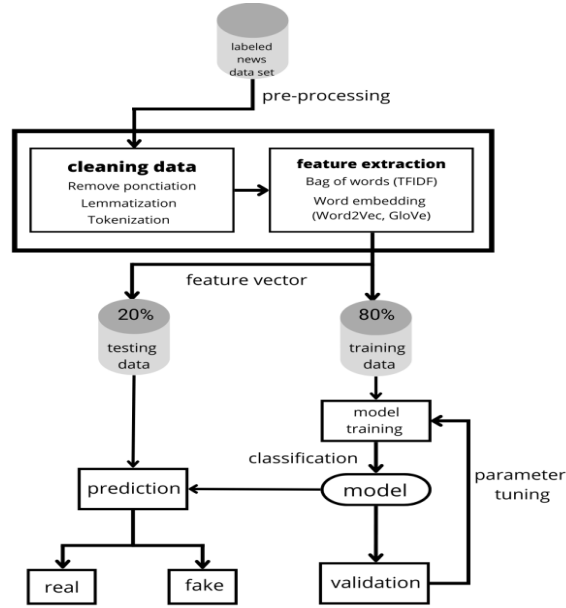 labeled
news
data set
pre-processing
cleaning data
Remove ponctiation
Lemmatization
Tokenization
feature extraction
Bag of words (TFIDF)
Word embedding
(Word2Vec, GloVe)
feature vector
20%
testing
data
80%
training
data
model
training
classification
parameter
tuning
prediction
model
real
fake
validation